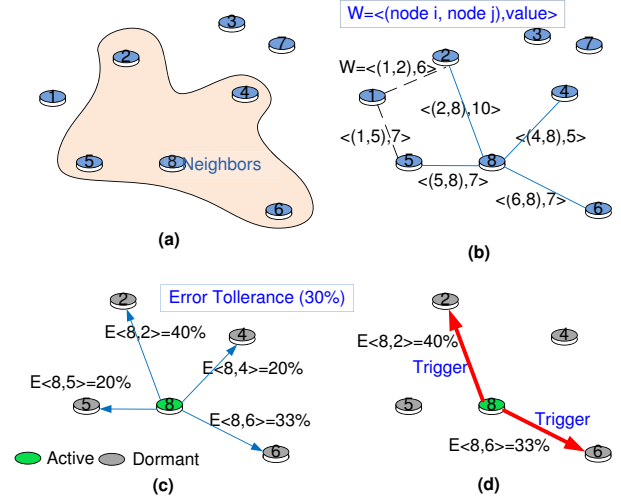 3
7
2
1
4
5
8
Neighbors
6
(a)
W=<(node i, node j),value>
3
7
2
W=<(1,2),6>
1
4
<(2,8),10>
<(1,5),7>
<(4,8),5>
5
8
<(5,8),7>
<(6,8),7>
6
(b)
2
Error Tollerance (30%)
E<8,2>=40%
4
E<8,4>=20%
E<8,5>=20%
5
8
E<8,6>=33%
6
Active
Dormant
(c)
2
4
E<8,2>=40%
Trigger
5
8
Trigger
E<8,6>=33%
6
(d)